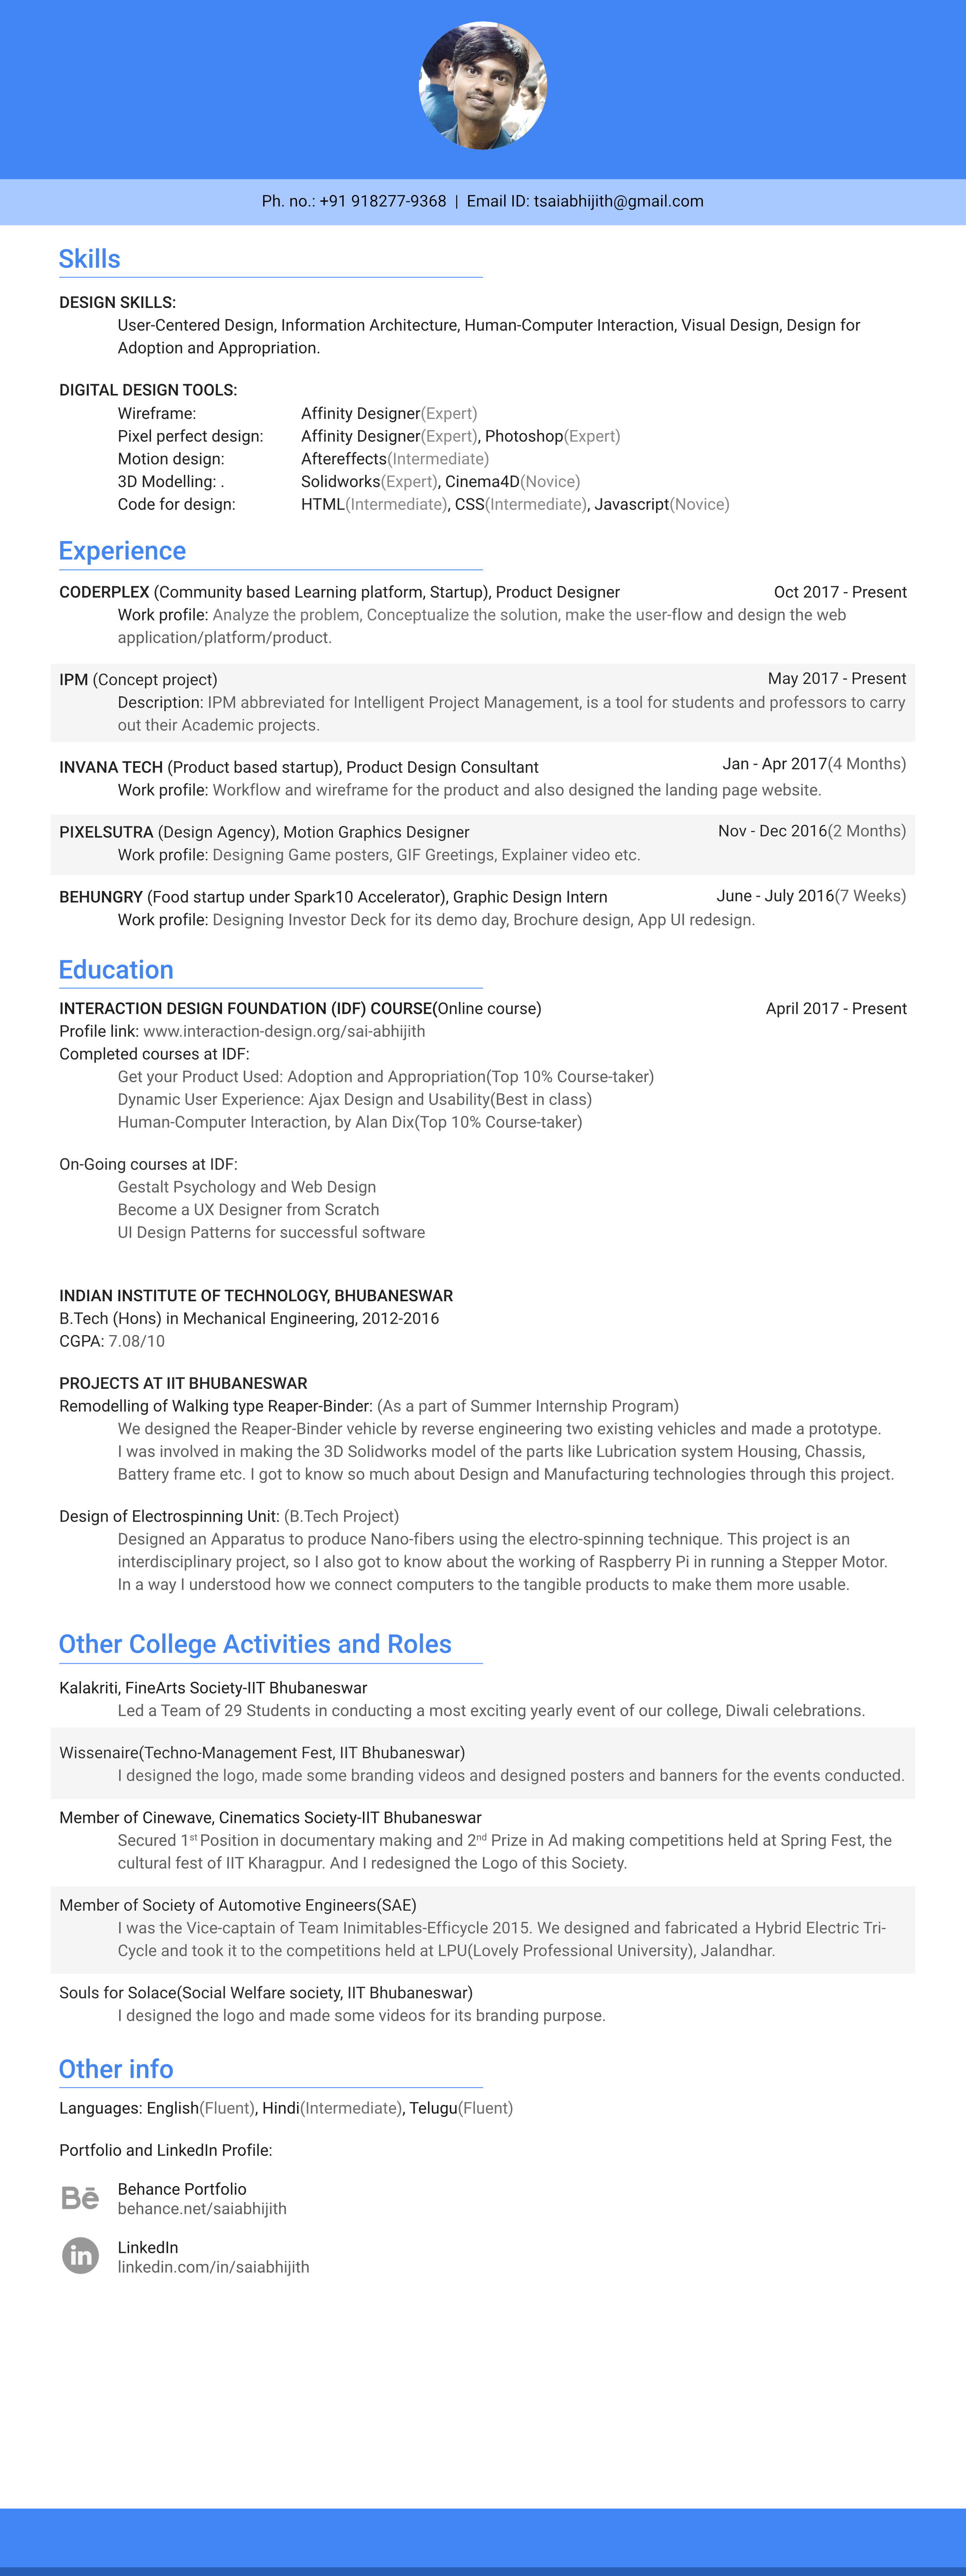 Ph. no.: +91 918277-9368 | Email ID: tsaiabhijith@gmail.com
Skills
DESIGN SKILLS:
User-Centered Design, Information Architecture, Human-Computer Interaction, Visual Design, Design for
Adoption and Appropriation.
DIGITAL DESIGN TOOLS:
Wireframe: Affinity Designer(Expert)
Pixel perfect design: Affinity Designer(Expert), Photoshop(Expert)
Motion design: Aftereffects(Intermediate)
3D Modelling: . Solidworks(Expert), Cinema4D(Novice)
Code for design: HTML(Intermediate), CSS(Intermediate), Javascript(Novice)
Experience
CODERPLEX (Community based Learning platform, Startup), Product Designer Oct 2017 - Present
Work profile: Analyze the problem, Conceptualize the solution, make the user-flow and design the web
application/platform/product.
IPM (Concept project) May 2017 - Present
Description: IPM abbreviated for Intelligent Project Management, is a tool for students and professors to carry
out their Academic projects.
INVANA TECH (Product based startup), Product Design Consultant Jan - Apr 2017(4 Months)
Work profile: Workflow and wireframe for the product and also designed the landing page website.
PIXELSUTRA (Design Agency), Motion Graphics Designer Nov - Dec 2016(2 Months)
Work profile: Designing Game posters, GIF Greetings, Explainer video etc.
BEHUNGRY (Food startup under Spark10 Accelerator), Graphic Design Intern June - July 2016(7 Weeks)
Work profile: Designing Investor Deck for its demo day, Brochure design, App UI redesign.
Education
INTERACTION DESIGN FOUNDATION (IDF) COURSE(Online course) April 2017 - Present
Profile link: www.interaction-design.org/sai-abhijith
Completed courses at IDF:
Get your Product Used: Adoption and Appropriation(Top 10% Course-taker)
Dynamic User Experience: Ajax Design and Usability(Best in class)
Human-Computer Interaction, by Alan Dix(Top 10% Course-taker)
On-Going courses at IDF:
Gestalt Psychology and Web Design
Become a UX Designer from Scratch
UI Design Patterns for successful software
INDIAN INSTITUTE OF TECHNOLOGY, BHUBANESWAR
B.Tech (Hons) in Mechanical Engineering, 2012-2016
CGPA: 7.08/10
PROJECTS AT IIT BHUBANESWAR
Remodelling of Walking type Reaper-Binder: (As a part of Summer Internship Program)
We designed the Reaper-Binder vehicle by reverse engineering two existing vehicles and made a prototype.
I was involved in making the 3D Solidworks model of the parts like Lubrication system Housing, Chassis,
Battery frame etc. I got to know so much about Design and Manufacturing technologies through this project.
Design of Electrospinning Unit: (B.Tech Project)
Designed an Apparatus to produce Nano-fibers using the electro-spinning technique. This project is an
interdisciplinary project, so I also got to know about the working of Raspberry Pi in running a Stepper Motor.
In a way I understood how we connect computers to the tangible products to make them more usable.
Other College Activities and Roles
Kalakriti, FineArts Society-IIT Bhubaneswar
Led a Team of 29 Students in conducting a most exciting yearly event of our college, Diwali celebrations.
Wissenaire(Techno-Management Fest, IIT Bhubaneswar)
I designed the logo, made some branding videos and designed posters and banners for the events conducted.
Member of Cinewave, Cinematics Society-IIT Bhubaneswar
Secured 1st Position in documentary making and 2nd Prize in Ad making competitions held at Spring Fest, the
cultural fest of IIT Kharagpur. And I redesigned the Logo of this Society.
Member of Society of Automotive Engineers(SAE)
I was the Vice-captain of Team Inimitables-Efficycle 2015. We designed and fabricated a Hybrid Electric Tri-
Cycle and took it to the competitions held at LPU(Lovely Professional University), Jalandhar.
Souls for Solace(Social Welfare society, IIT Bhubaneswar)
I designed the logo and made some videos for its branding purpose.
Other info
Languages: English(Fluent), Hindi(Intermediate), Telugu(Fluent)
Portfolio and LinkedIn Profile:
Bē
Behance Portfolio
behance.net/saiabhijith
in
LinkedIn
linkedin.com/in/saiabhijith